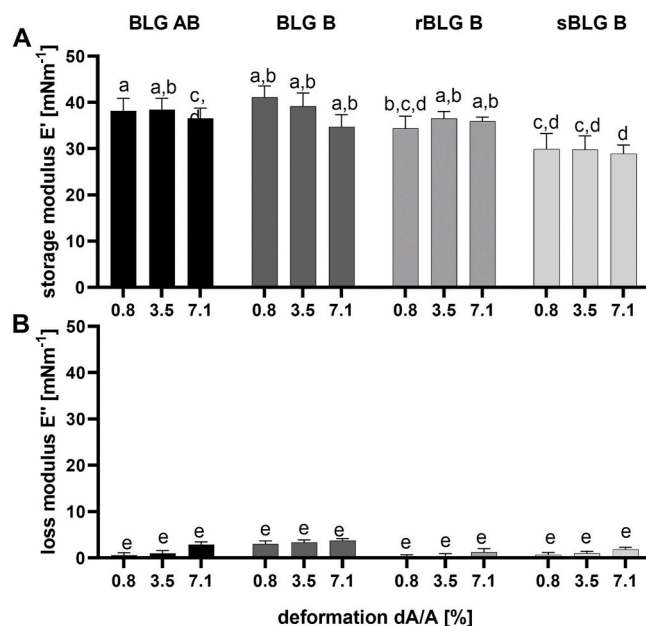 BLG AB BLG B rBLG B sBLG B
A
storage modulus E' [mNm-1]
50
40
30
20
10
0
a a,b c,
d
a,b a,b a,b
b,c,d a,b a,b
c,d c,d d
0.8 3.5 7.1 0.8 3.5 7.1 0.8 3.5 7.1 0.8 3.5 7.1
B
loss modulus E" [mNm-1]
50
40
30
20
10
0
e e e e e e e e e e e e
0.8 3.5 7.1 0.8 3.5 7.1 0.8 3.5 7.1 0.8 3.5 7.1
deformation dA/A [%]